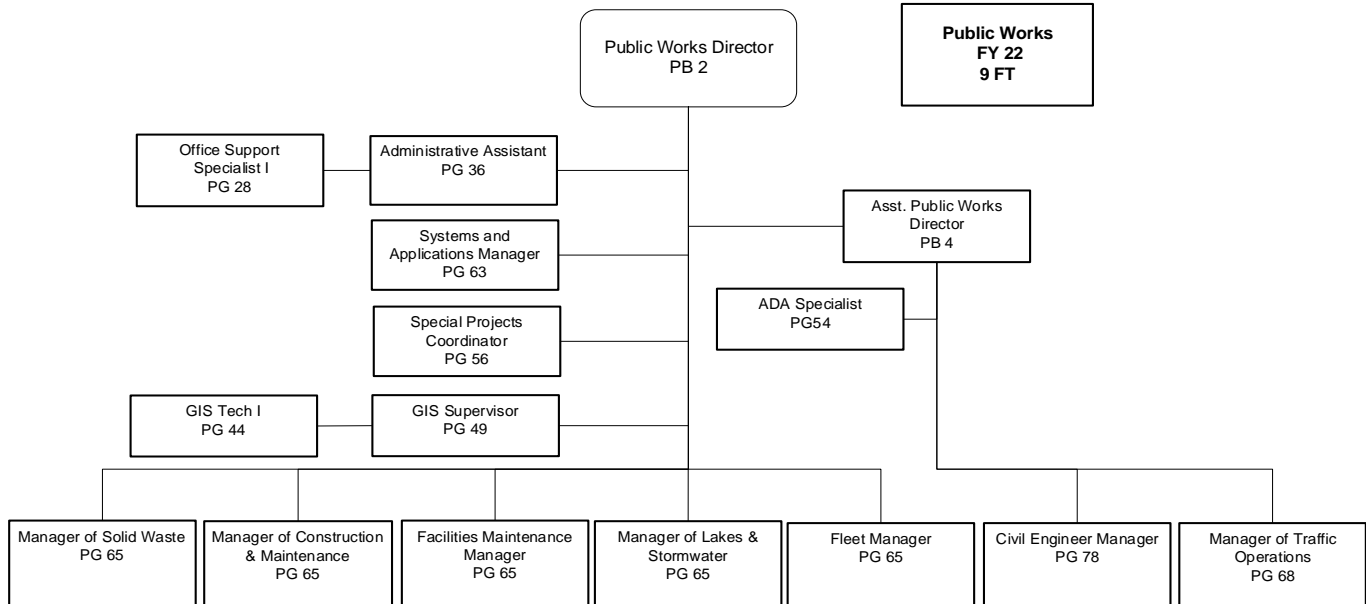 Public Works Director
PB 2
Public Works
FY 22
9 FT
Office Support
Specialist I
PG 28
Administrative Assistant
PG 36
Asst. Public Works
Director
PB 4
Systems and
Applications Manager
PG 63
ADA Specialist
PG54
Special Projects
Coordinator
PG 56
GIS Tech I
PG 44
GIS Supervisor
PG 49
Manager of Solid Waste
PG 65
Manager of Construction
& Maintenance
PG 65
Facilities Maintenance
Manager
PG 65
Manager of Lakes &
Stormwater
PG 65
Fleet Manager
PG 65
Civil Engineer Manager
PG 78
Manager of Traffic
Operations
PG 68